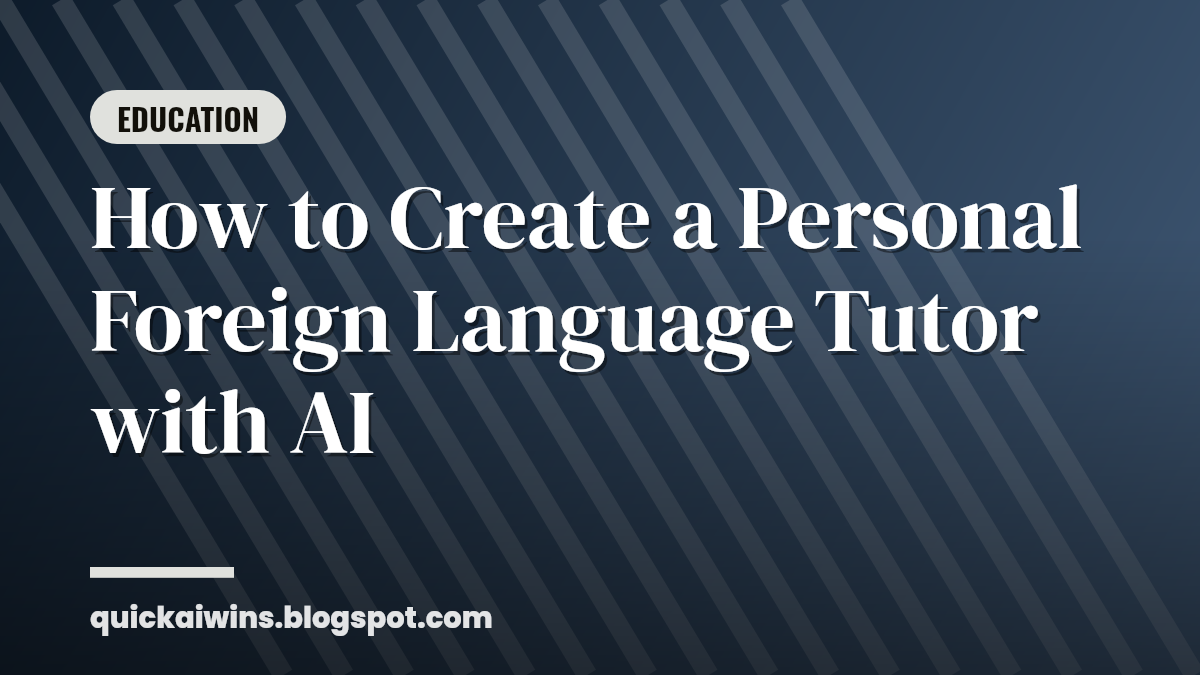 EDUCATION
How to Create a Personal
Foreign Language Tutor
with AI
quickaiwins.blogspot.com